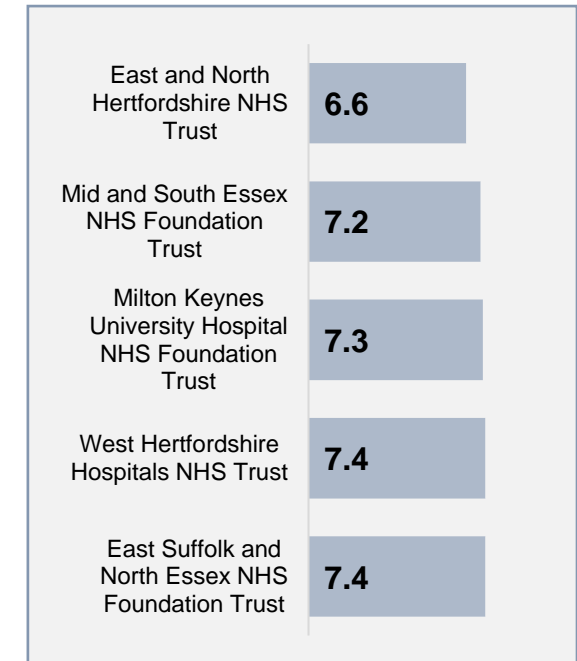 East and North
Hertfordshire NHS
Trust
6.6
Mid and South Essex
NHS Foundation
Trust
7.2
Milton Keynes
University Hospital
NHS Foundation
Trust
7.3
West Hertfordshire
Hospitals NHS Trust
7.4
East Suffolk and
North Essex NHS
Foundation Trust
7.4